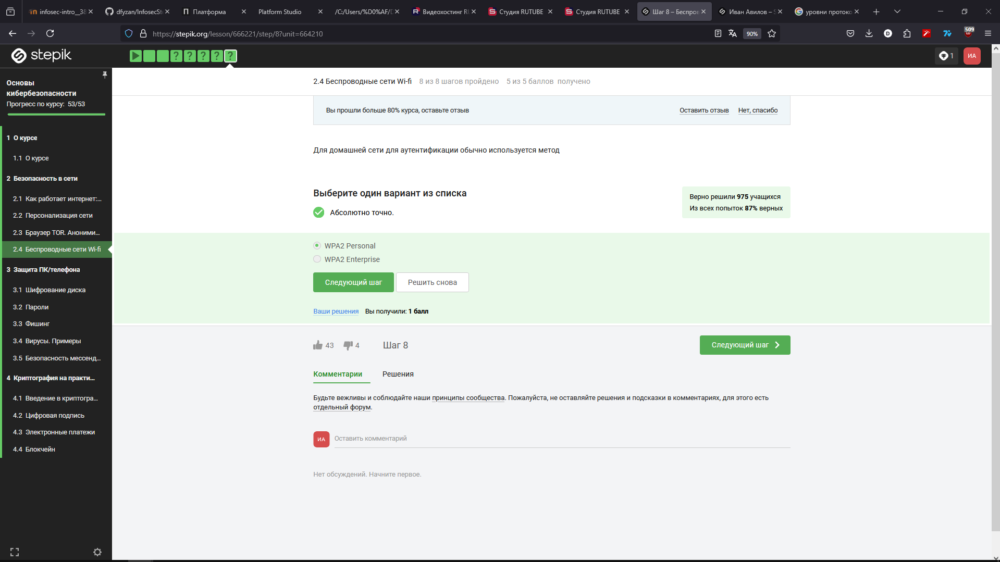 infosec-intro__38
dfyzan/InfosecSt
Платформа
Platform Studio
/C:/Users/%D0%AF/D
Видеохостинг RU
Студия RUTUBE
Студия RUTUBE
Шаг 8 – Беспров
Иван Авилов – S
уровни протоко
https://stepik.org/lesson/666221/step/8?unit=664210
90%
509
stepik
1
ИА
Основы
кибербезопасности
Прогресс по курсу: 53/53
1 О курсе
1.1 О курсе
2 Безопасность в сети
2.1 Как работает интернет:...
2.2 Персонализация сети
2.3 Браузер TOR. Аноними...
2.4 Беспроводные сети Wi-fi
3 Защита ПК/телефона
3.1 Шифрование диска
3.2 Пароли
3.3 Фишинг
3.4 Вирусы. Примеры
3.5 Безопасность мессенд...
4 Криптография на практи...
4.1 Введение в криптогра...
4.2 Цифровая подпись
4.3 Электронные платежи
4.4 Блокчейн
2.4 Беспроводные сети Wi-fi 8 из 8 шагов пройдено 5 из 5 баллов получено
Вы прошли больше 80% курса, оставьте отзыв Оставить отзыв Нет, спасибо
Для домашней сети для аутентификации обычно используется метод
Выберите один вариант из списка
Абсолютно точно.
Верно решили 975 учащихся
Из всех попыток 87% верных
WPA2 Personal
WPA2 Enterprise
Следующий шаг Решить снова
Ваши решения Вы получили: 1 балл
43 4 Шаг 8 Следующий шаг
Комментарии Решения
Будьте вежливы и соблюдайте наши принципы сообщества. Пожалуйста, не оставляйте решения и подсказки в комментариях, для этого есть
отдельный форум.
ИА Оставить комментарий
Нет обсуждений. Начните первое.